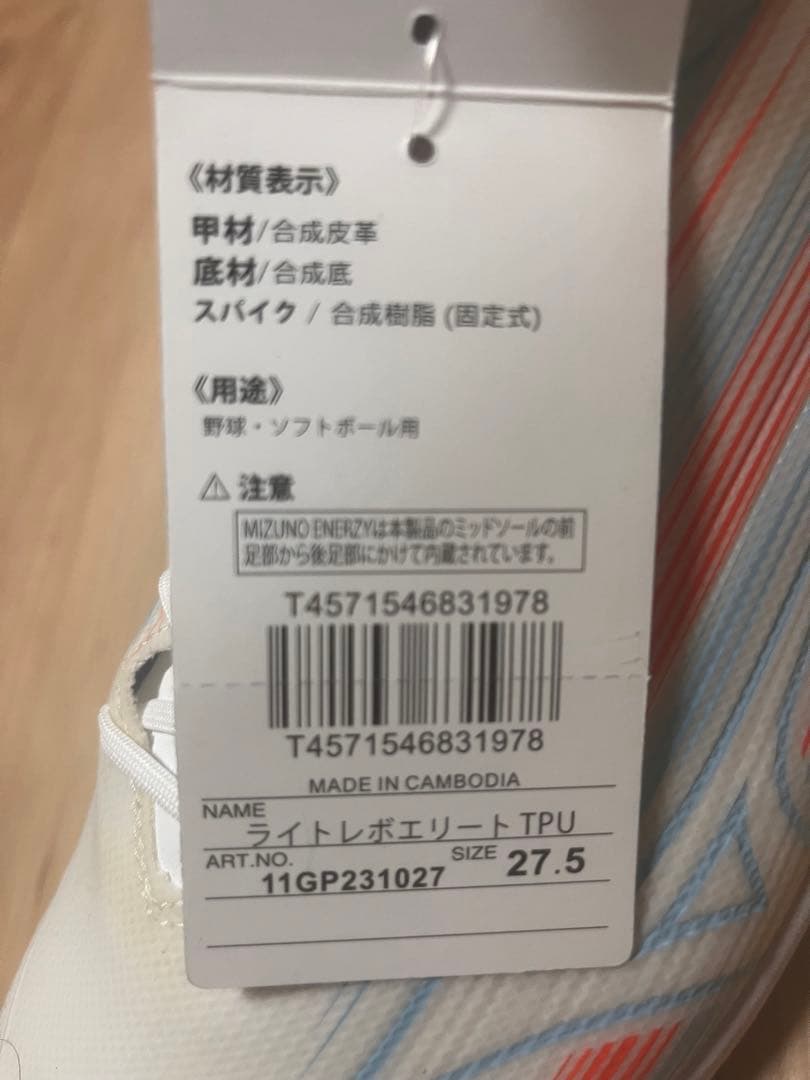 《材質表示》
甲材/合成皮革
底材/合成底
スパイク / 合成樹脂 (固定式)
《用途》
野球・ソフトボール用
⚠ 注意
MIZUNO ENERZYは本製品のミッドソールの前
足部から後足部にかけて内蔵されています。
T4571546831978
T4571546831978
MADE IN CAMBODIA
NAME
ライトレボエリート TPU
ART.NO. 11GP231027 SIZE 27.5